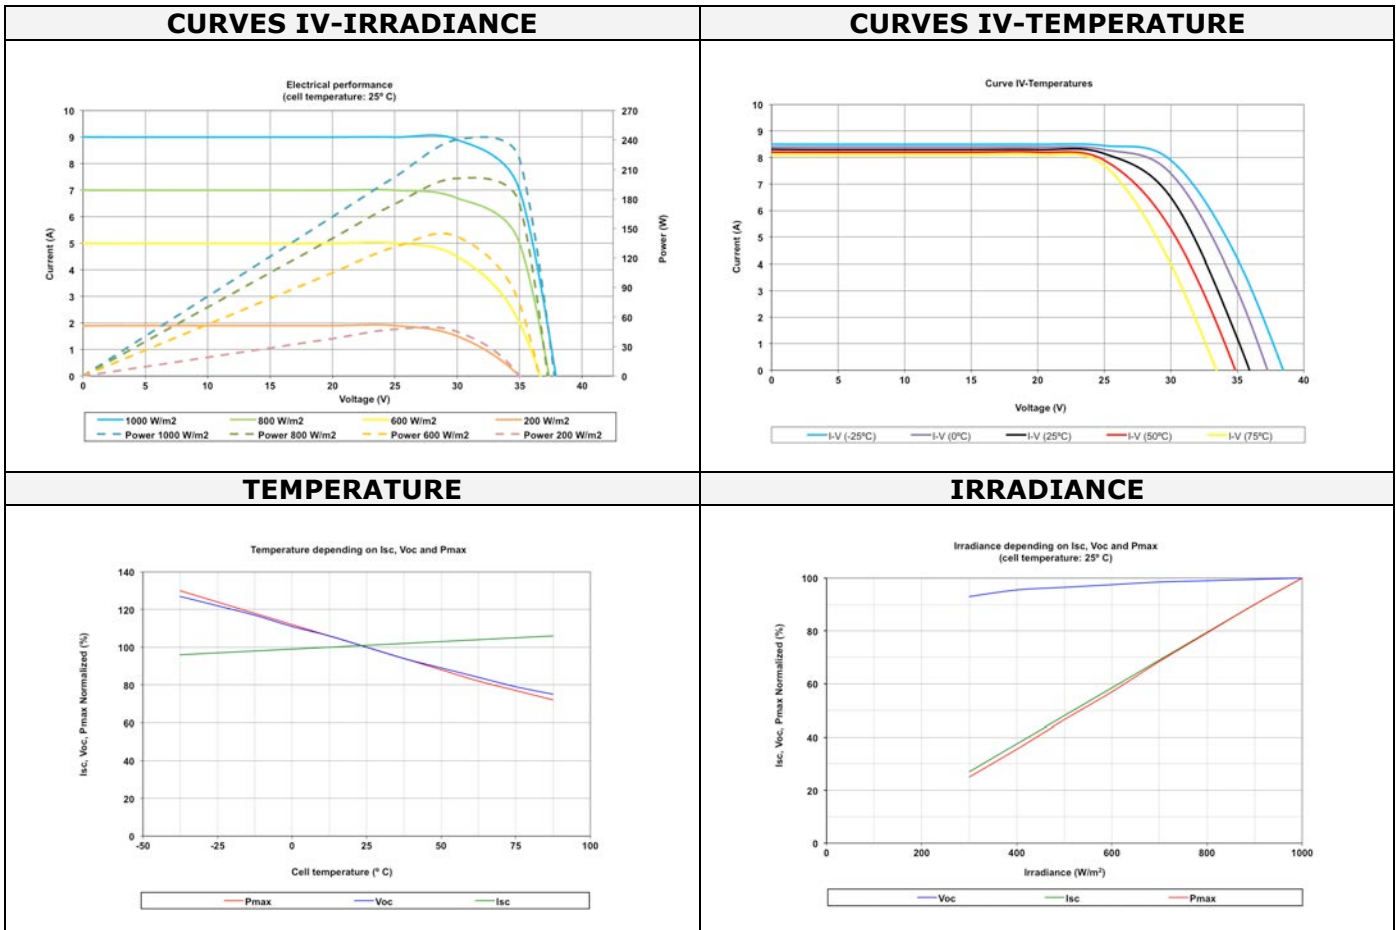 CURVES IV-IRRADIANCE
CURVES IV-TEMPERATURE
Electrical performance
(cell temperature: 25º C)
10
9
8
7
6
5
4
3
2
1
0
270
240
210
180
150
120
90
60
30
0
Current (A)
Power (W)
0 5 10 15 20 25 30 35 40
Voltage (V)
1000 W/m2 800 W/m2 600 W/m2 200 W/m2
Power 1000 W/m2 Power 800 W/m2 Power 600 W/m2 Power 200 W/m2
Curve IV-Temperatures
10
9
8
7
6
5
4
3
2
1
0
Current (A)
0 5 10 15 20 25 30 35 40
Voltage (V)
I-V (-25ºC) I-V (0ºC) I-V (25ºC) I-V (50ºC) I-V (75ºC)
TEMPERATURE
IRRADIANCE
Temperature depending on Isc, Voc and Pmax
140
120
100
80
60
40
20
0
Isc, Voc, Pmax Normalized (%)
-50 -25 0 25 50 75 100
Cell temperature (º C)
Pmax Voc Isc
Irradiance depending on Isc, Voc and Pmax
(cell temperature: 25º C)
100
80
60
40
20
0
Isc, Voc, Pmax Normalized (%)
0 200 400 600 800 1000
Irradiance (W/m²)
Voc Isc Pmax